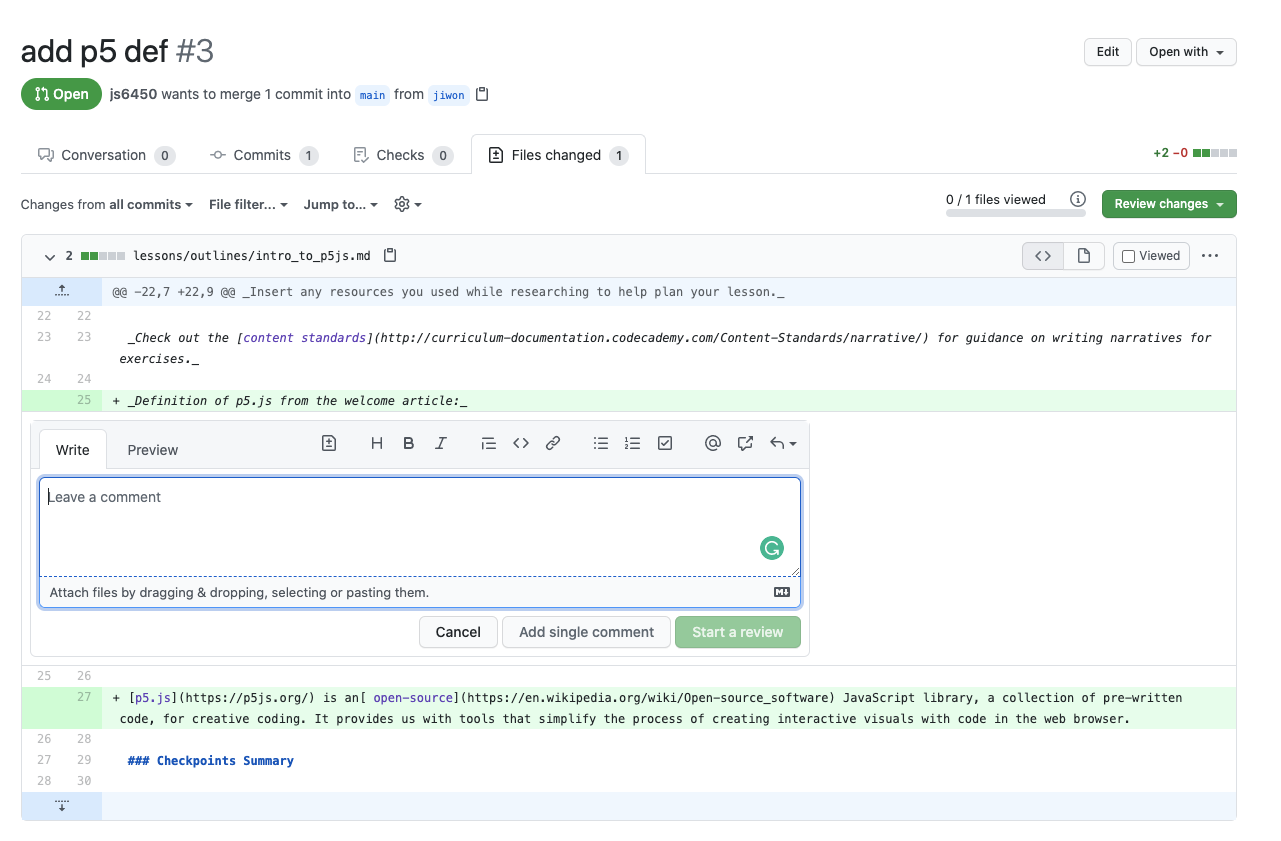 add p5 def #3
Edit
Open with
Open
js6450 wants to merge 1 commit into main from jiwon
Conversation 0
Commits 1
Checks 0
Files changed 1
+2 −0
Changes from all commits
File filter...
Jump to...
0 / 1 files viewed
Review changes
2 lessons/outlines/intro_to_p5js.md
Viewed
@@ -22,7 +22,9 @@ _Insert any resources you used while researching to help plan your lesson._
22 22
23 23 _Check out the [content standards](http://curriculum-documentation.codecademy.com/Content-Standards/narrative/) for guidance on writing narratives for
exercises._
24 24
25 + _Definition of p5.js from the welcome article:_
Write
Preview
Leave a comment
Attach files by dragging & dropping, selecting or pasting them.
Cancel
Add single comment
Start a review
25 26
27 + [p5.js](https://p5js.org/) is an[ open-source](https://en.wikipedia.org/wiki/Open-source_software) JavaScript library, a collection of pre-written
code, for creative coding. It provides us with tools that simplify the process of creating interactive visuals with code in the web browser.
26 28
27 29 ### Checkpoints Summary
28 30